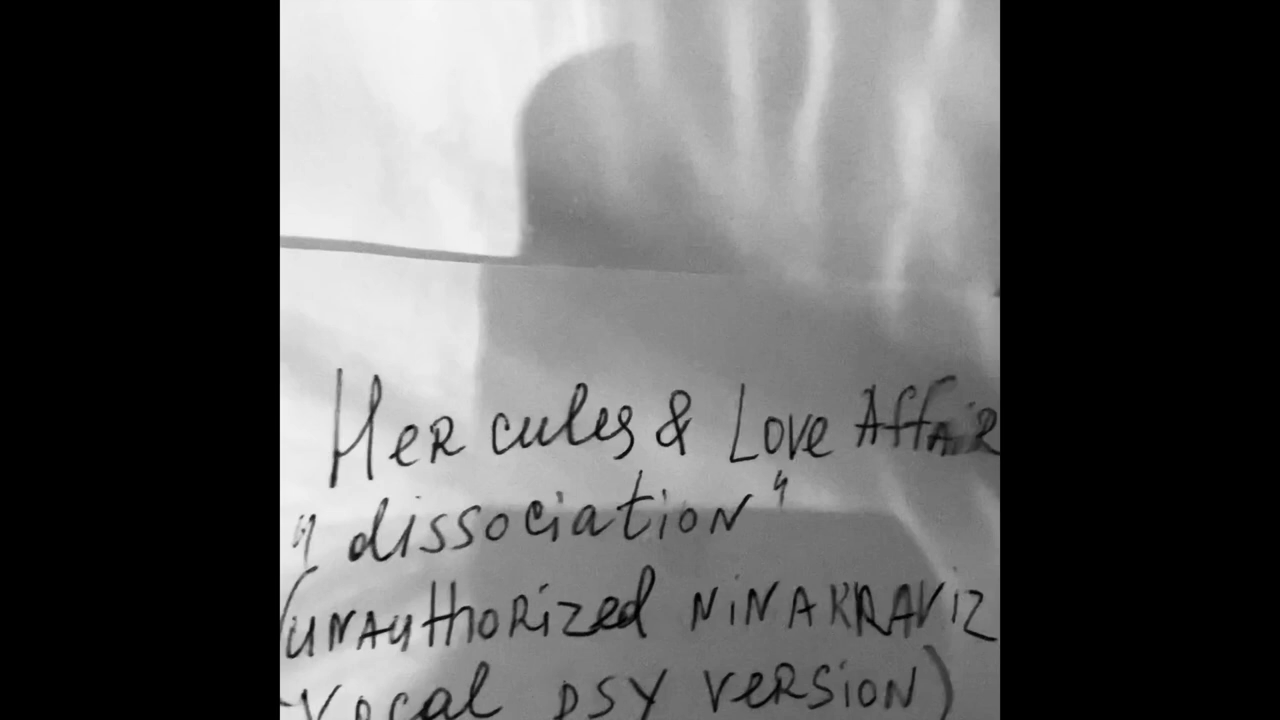 Hercules & Love Affair
"dissociation"
(unauthorized NINA KRAVIZ
vocal psy version)